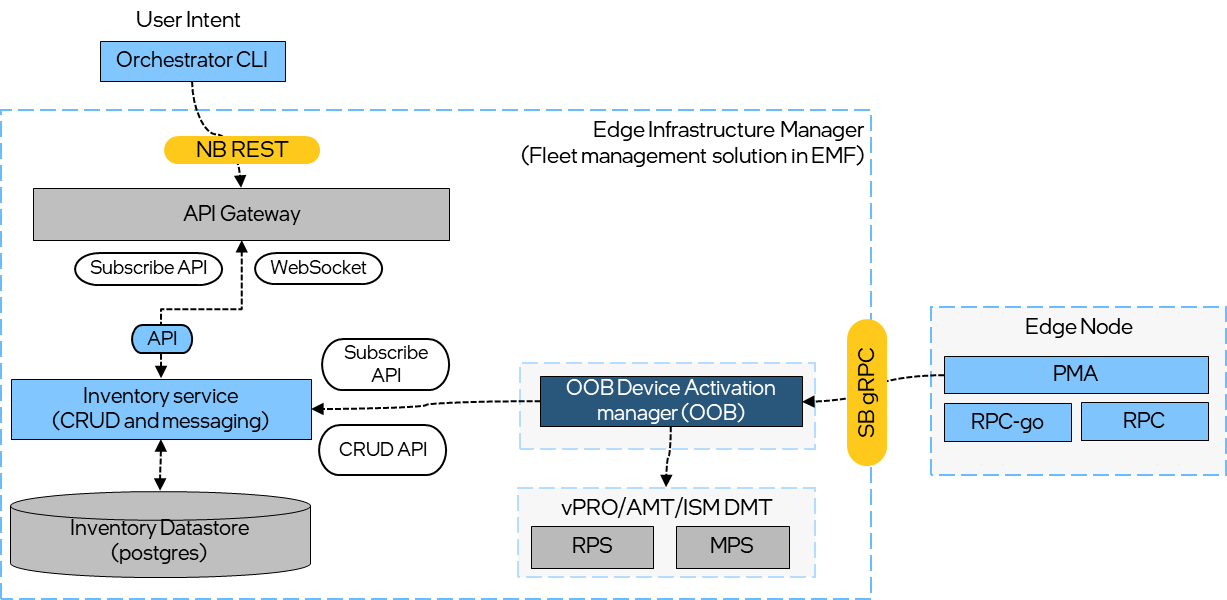 User Intent
Orchestrator CLI
Edge Infrastructure Manager
(Fleet management solution in EMF)
NB REST
API Gateway
Subscribe API
WebSocket
API
Inventory service
(CRUD and messaging)
Subscribe
API
CRUD API
Inventory Datastore
(postgres)
OOB Device Activation
manager (OOB)
vPRO/AMT/ISM DMT
RPS
MPS
SB gRPC
Edge Node
PMA
RPC-go
RPC